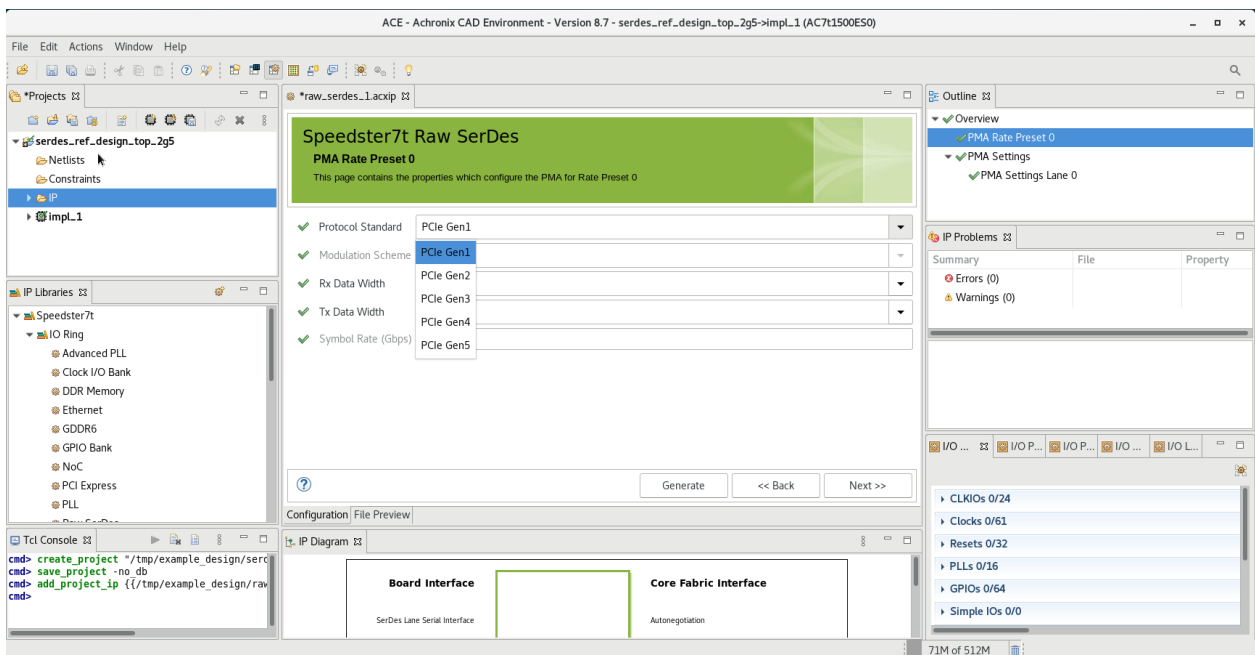 ACE - Achronix CAD Environment - Version 8.7 - serdes_ref_design_top_2g5->impl_1 (AC7t1500ES0)
File Edit Actions Window Help
*Projects
serdes_ref_design_top_2g5
Netlists
Constraints
IP
impl_1
IP Libraries
Speedster7t
IO Ring
Advanced PLL
Clock I/O Bank
DDR Memory
Ethernet
GDDR6
GPIO Bank
NoC
PCI Express
PLL
Tcl Console
cmd> create_project "/tmp/example_design/serd
cmd> save_project -no_db
cmd> add_project_ip {{/tmp/example_design/raw
cmd>
*raw_serdes_1.acxip
Speedster7t Raw SerDes
PMA Rate Preset 0
This page contains the properties which configure the PMA for Rate Preset 0
Protocol Standard PCIe Gen1
Modulation Scheme
Rx Data Width
Tx Data Width
Symbol Rate (Gbps)
PCIe Gen1
PCIe Gen2
PCIe Gen3
PCIe Gen4
PCIe Gen5
Generate << Back Next >>
Configuration File Preview
IP Diagram
Board Interface Core Fabric Interface
SerDes Lane Serial Interface Autonegotiation
Outline
Overview
PMA Rate Preset 0
PMA Settings
PMA Settings Lane 0
IP Problems
Summary File Property
Errors (0)
Warnings (0)
I/O ... I/O P... I/O P... I/O ... I/O L...
CLKIOs 0/24
Clocks 0/61
Resets 0/32
PLLs 0/16
GPIOs 0/64
Simple IOs 0/0
71M of 512M